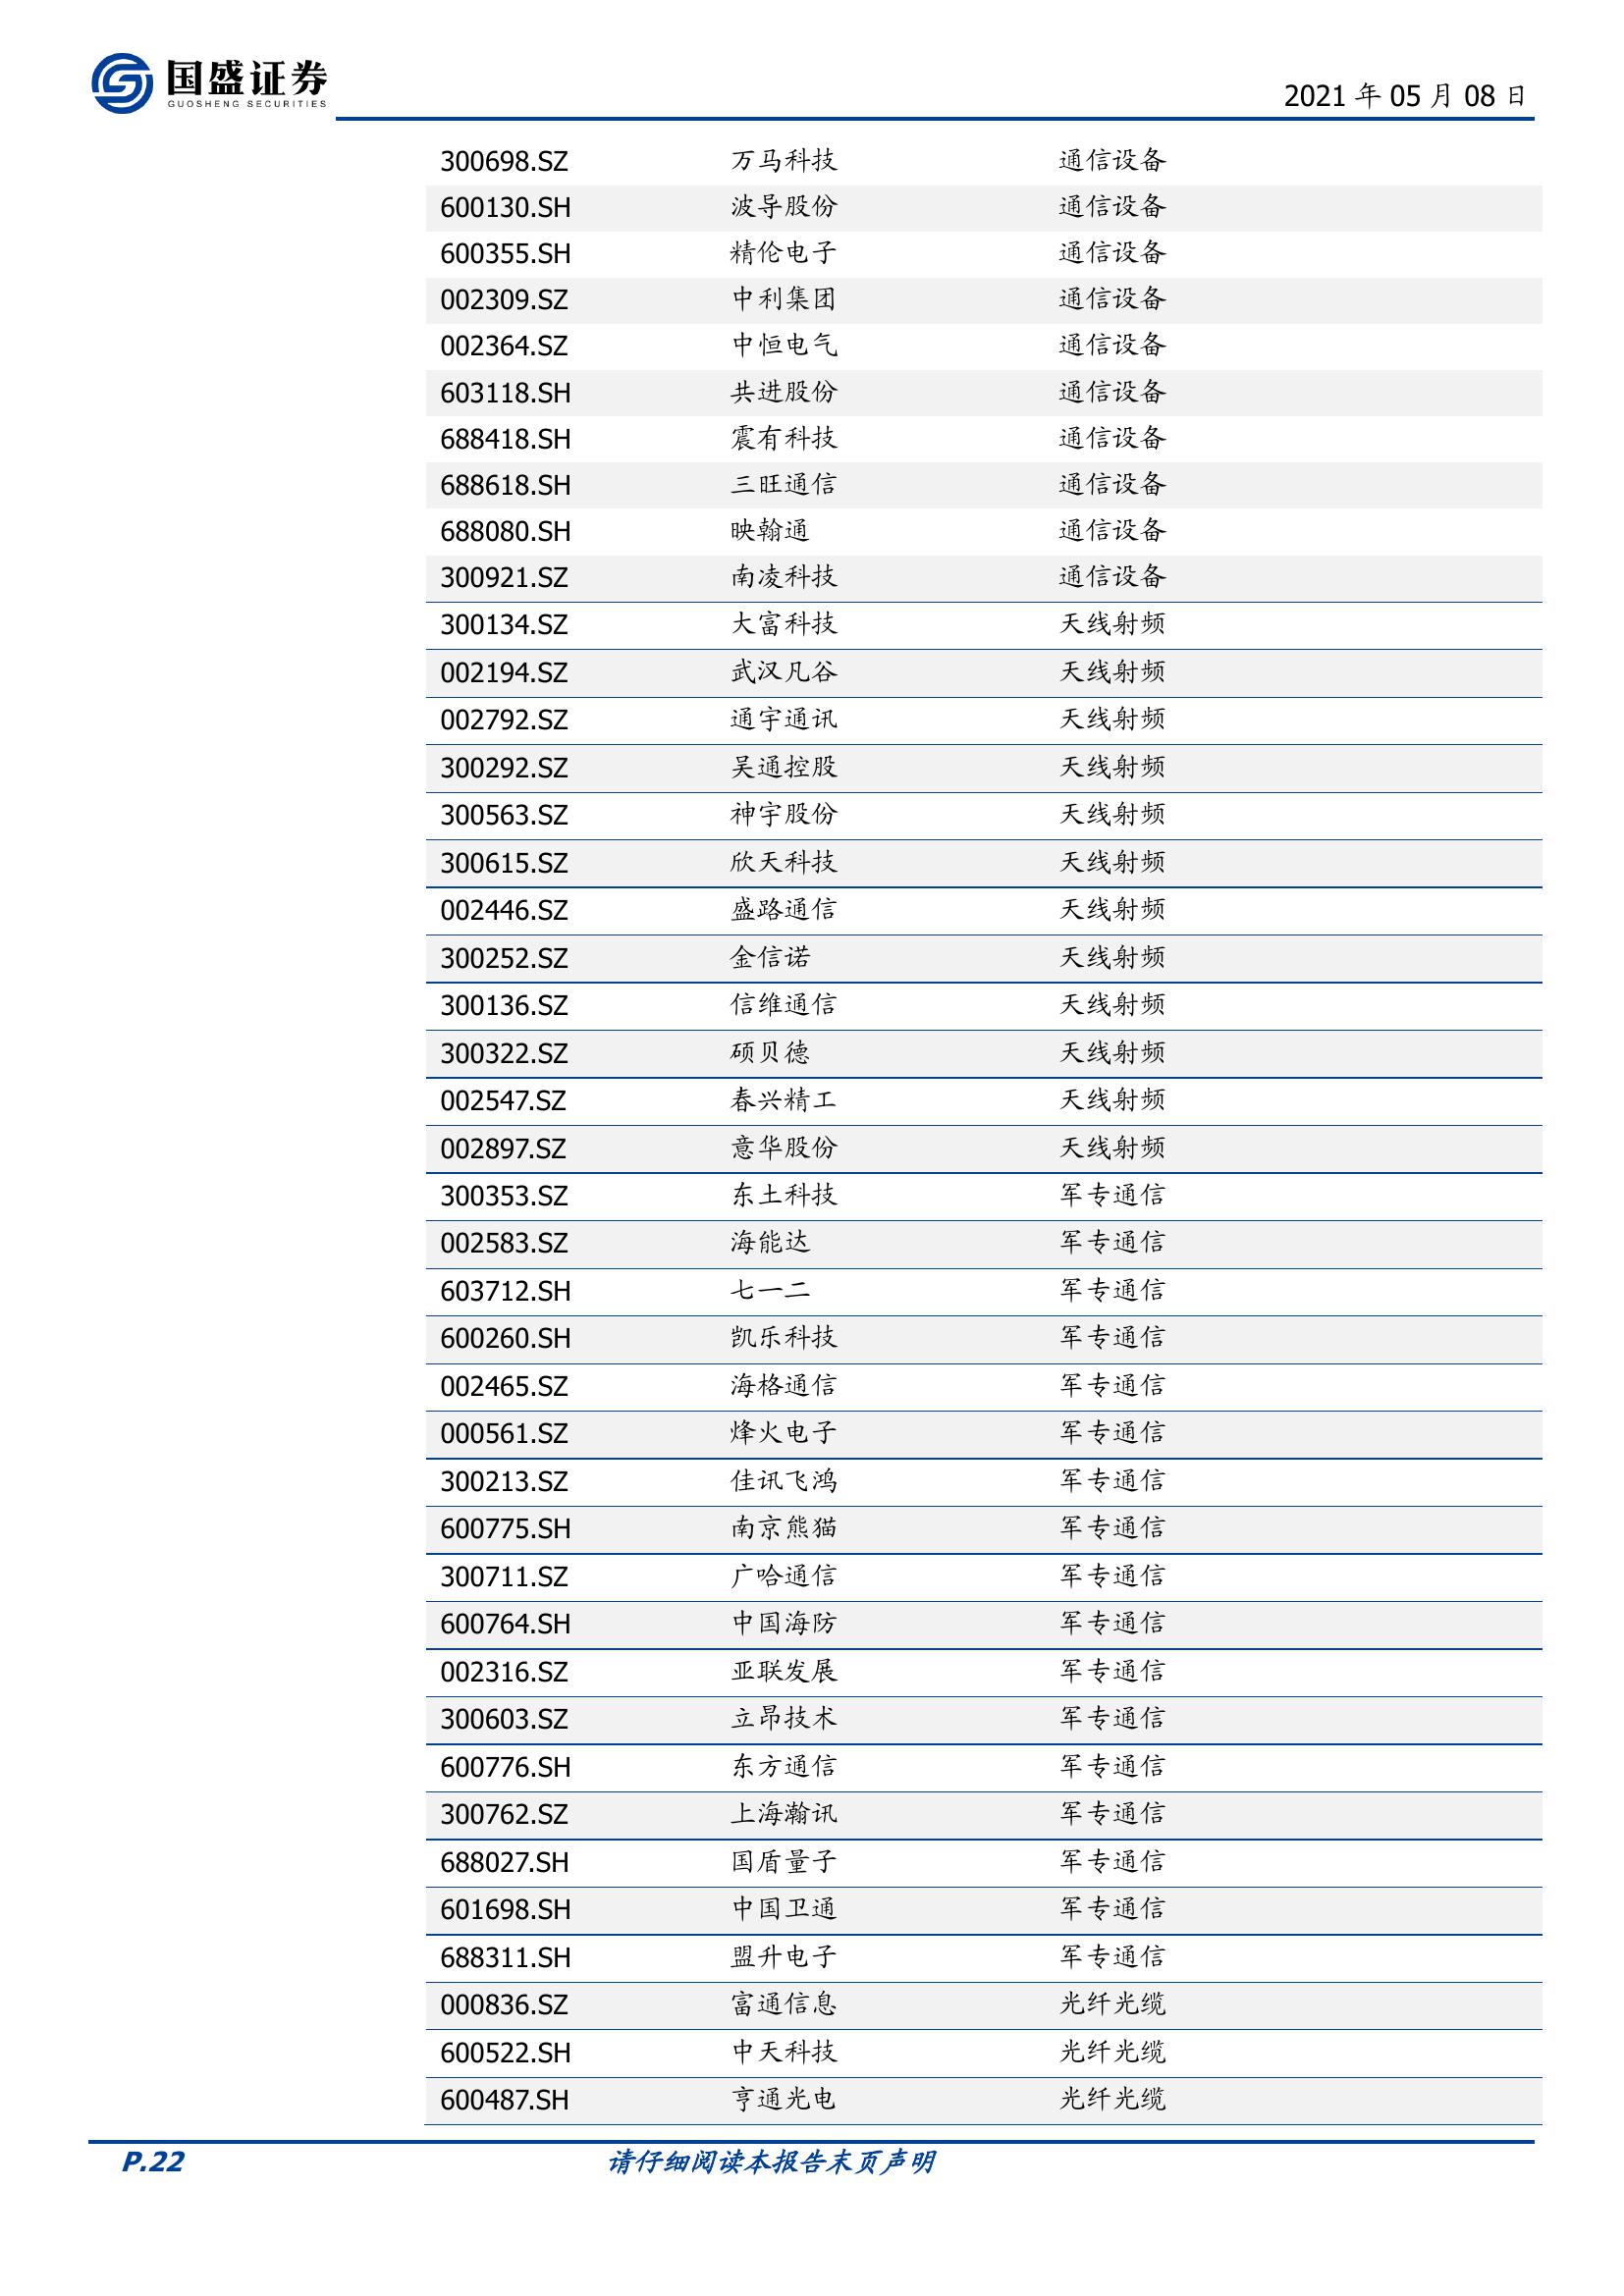 国盛证券
GUOSHENG SECURITIES
2021 年 05 月 08 日
300698.SZ 万马科技 通信设备
600130.SH 波导股份 通信设备
600355.SH 精伦电子 通信设备
002309.SZ 中利集团 通信设备
002364.SZ 中恒电气 通信设备
603118.SH 共进股份 通信设备
688418.SH 震有科技 通信设备
688618.SH 三旺通信 通信设备
688080.SH 映翰通 通信设备
300921.SZ 南凌科技 通信设备
300134.SZ 大富科技 天线射频
002194.SZ 武汉凡谷 天线射频
002792.SZ 通宇通讯 天线射频
300292.SZ 吴通控股 天线射频
300563.SZ 神宇股份 天线射频
300615.SZ 欣天科技 天线射频
002446.SZ 盛路通信 天线射频
300252.SZ 金信诺 天线射频
300136.SZ 信维通信 天线射频
300322.SZ 硕贝德 天线射频
002547.SZ 春兴精工 天线射频
002897.SZ 意华股份 天线射频
300353.SZ 东土科技 军专通信
002583.SZ 海能达 军专通信
603712.SH 七一二 军专通信
600260.SH 凯乐科技 军专通信
002465.SZ 海格通信 军专通信
000561.SZ 烽火电子 军专通信
300213.SZ 佳讯飞鸿 军专通信
600775.SH 南京熊猫 军专通信
300711.SZ 广哈通信 军专通信
600764.SH 中国海防 军专通信
002316.SZ 亚联发展 军专通信
300603.SZ 立昂技术 军专通信
600776.SH 东方通信 军专通信
300762.SZ 上海瀚讯 军专通信
688027.SH 国盾量子 军专通信
601698.SH 中国卫通 军专通信
688311.SH 盟升电子 军专通信
000836.SZ 富通信息 光纤光缆
600522.SH 中天科技 光纤光缆
600487.SH 亨通光电 光纤光缆
P.22 请仔细阅读本报告末页声明